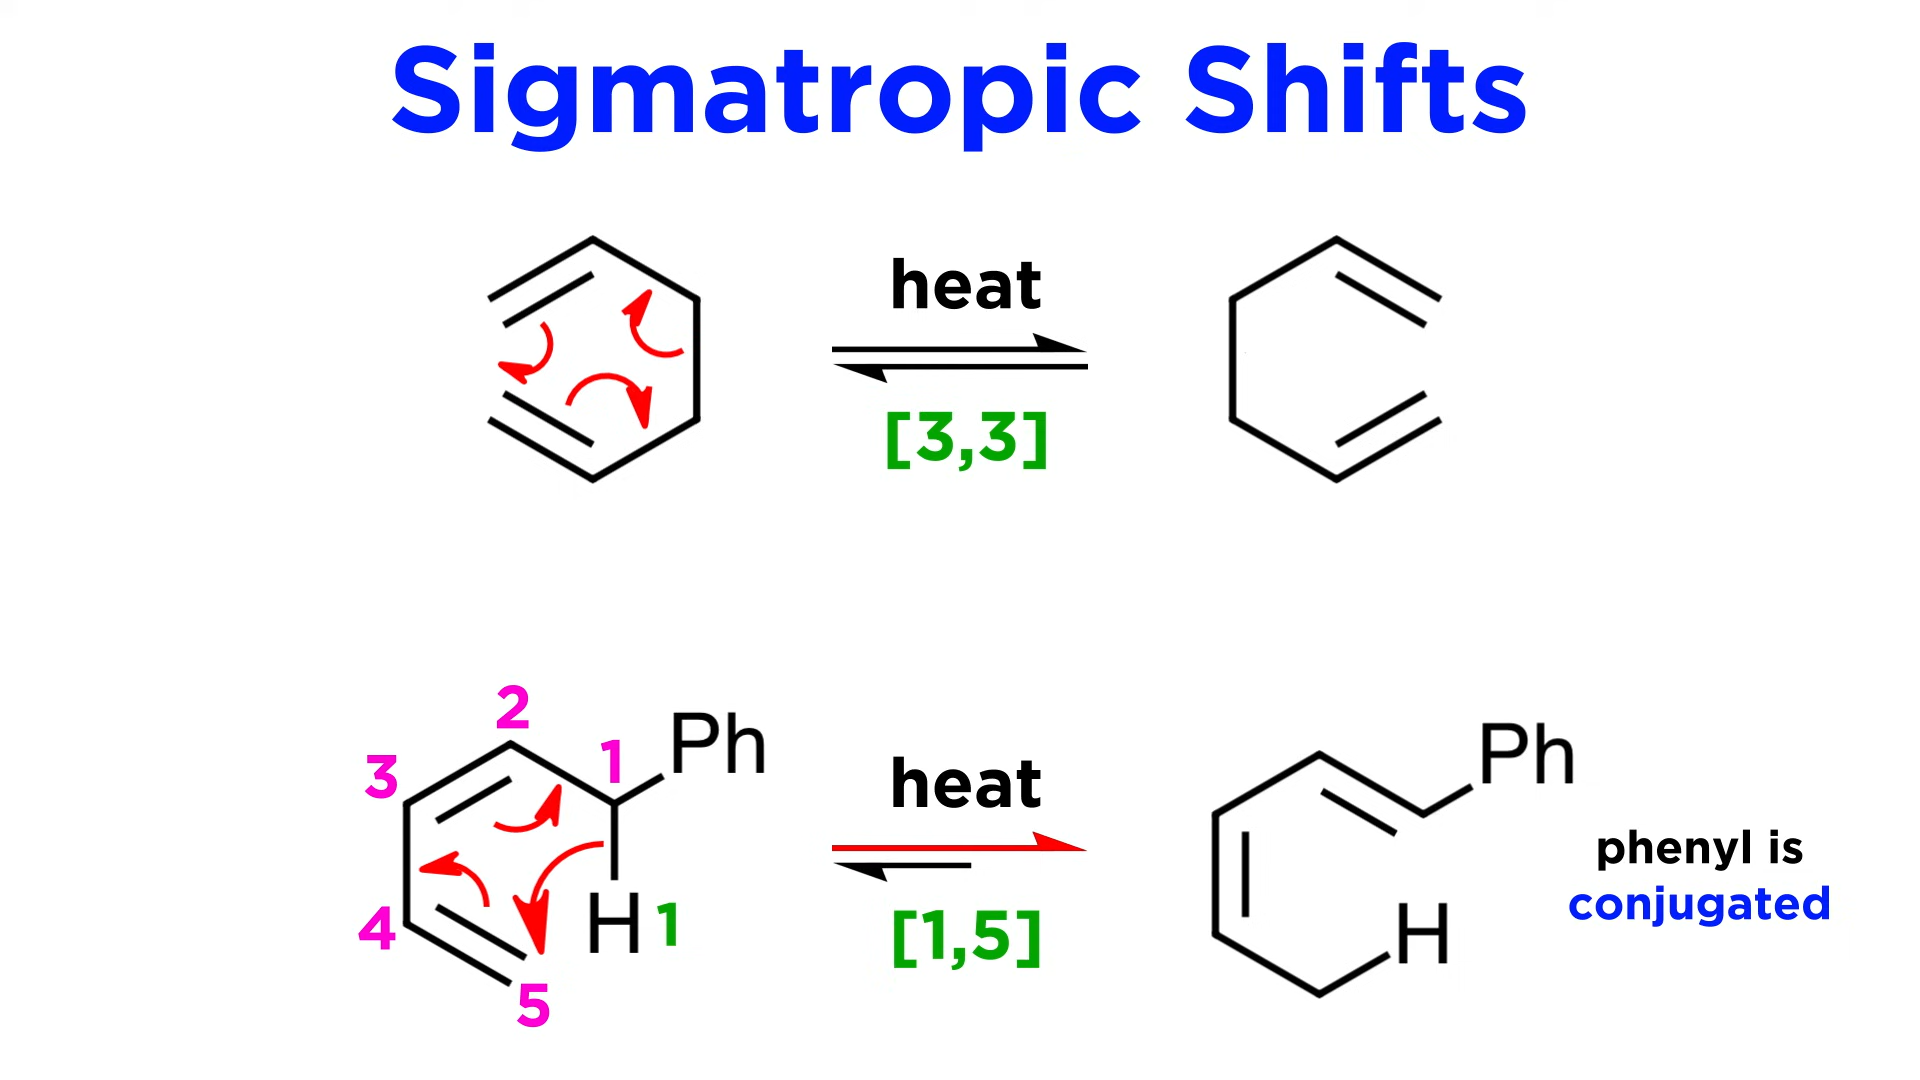 Sigmatropic Shifts
heat
[3,3]
2
3
1
Ph
4
5
H 1
heat
[1,5]
Ph
H
phenyl is
conjugated